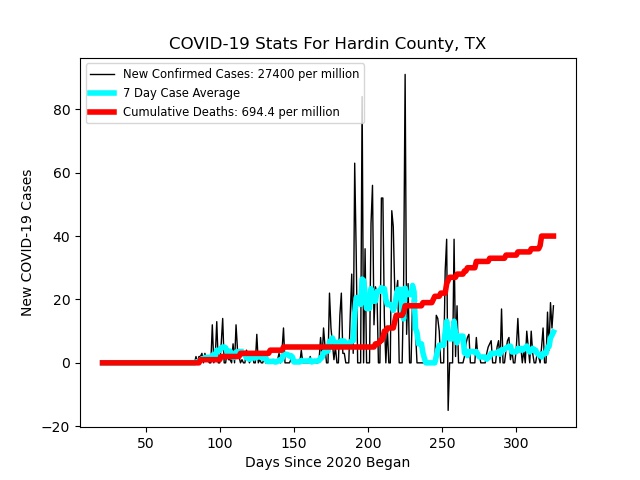 COVID-19 Stats For Hardin County, TX
New Confirmed Cases: 27400 per million
7 Day Case Average
Cumulative Deaths: 694.4 per million
New COVID-19 Cases
80
60
40
20
0
−20
50 100 150 200 250 300
Days Since 2020 Began